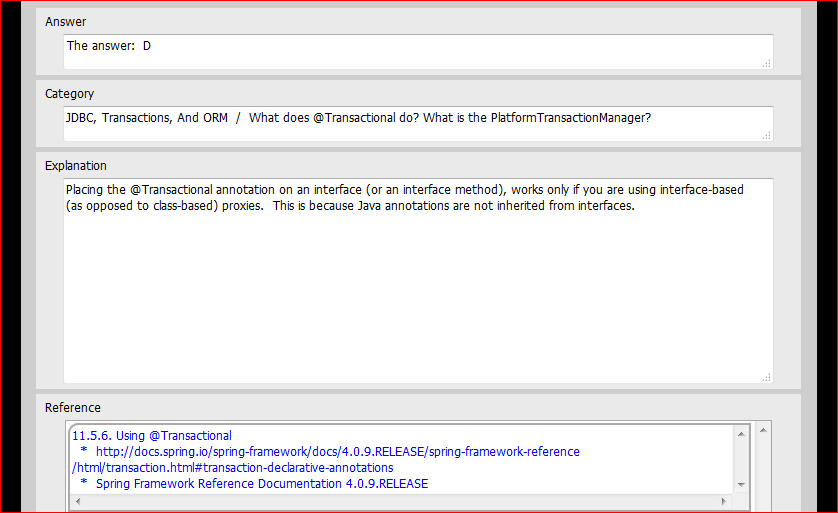 Answer
The answer:  D
Category
JDBC, Transactions, And ORM  /  What does @Transactional do? What is the PlatformTransactionManager?
Explanation
Placing the @Transactional annotation on an interface (or an interface method), works only if you are using interface-based
(as opposed to class-based) proxies.  This is because Java annotations are not inherited from interfaces.
Reference
11.5.6. Using @Transactional
*  http://docs.spring.io/spring-framework/docs/4.0.9.RELEASE/spring-framework-reference
/html/transaction.html#transaction-declarative-annotations
*  Spring Framework Reference Documentation 4.0.9.RELEASE